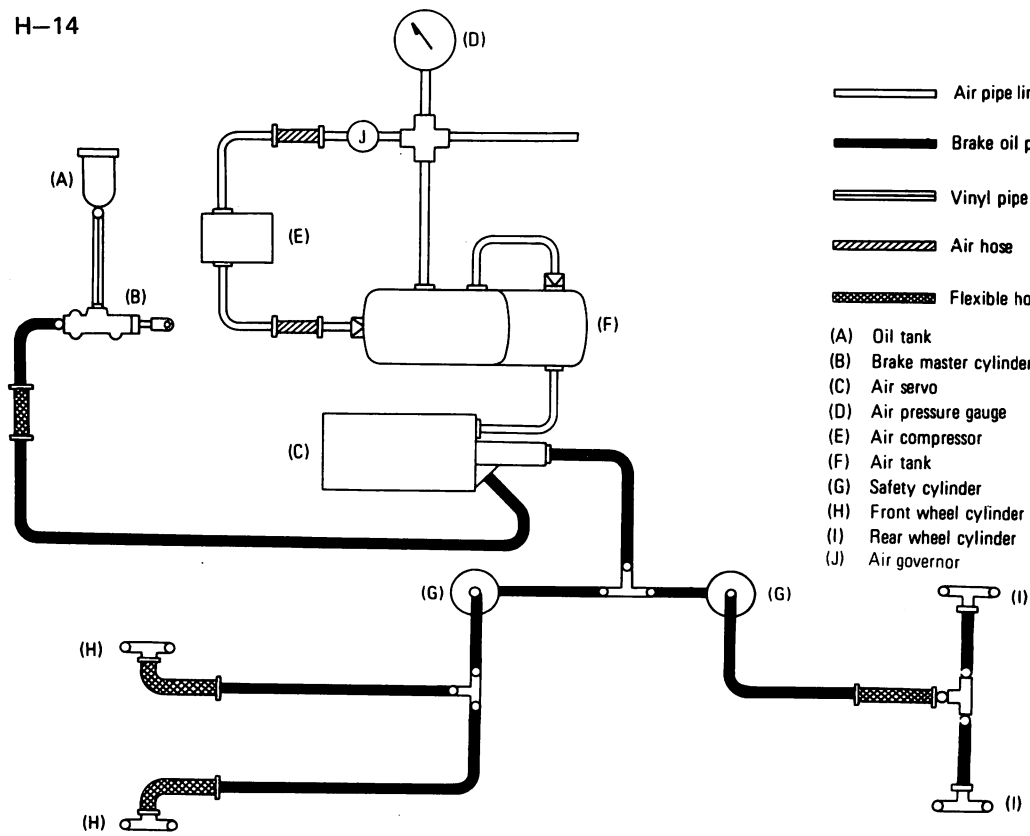 H–14
(D)
Air pipe lin
J
Brake oil p
(A)
Vinyl pipe
(E)
Air hose
(B)
Flexible ho
(F)
(A) Oil tank
(B) Brake master cylinder
(C) Air servo
(D) Air pressure gauge
(E) Air compressor
(F) Air tank
(G) Safety cylinder
(H) Front wheel cylinder
(I) Rear wheel cylinder
(J) Air governor
(C)
(G)
(G)
(I)
(H)
(I)
(H)